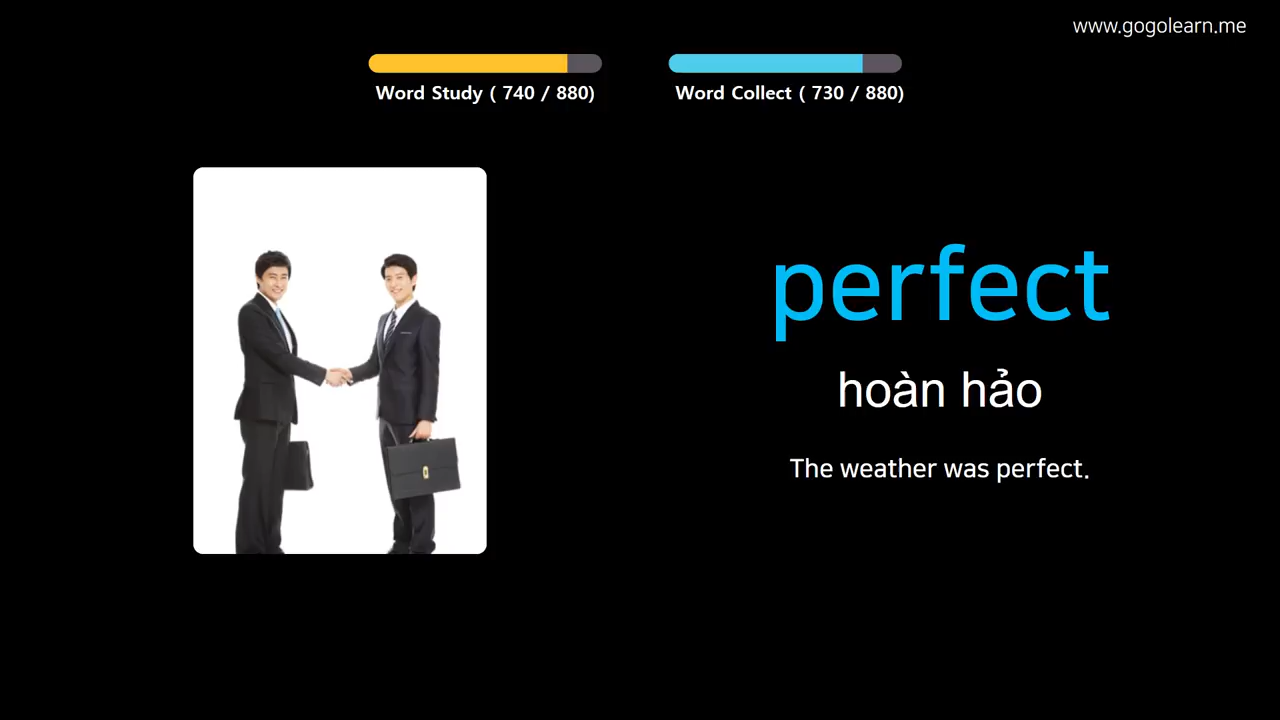 www.gogolearn.me
Word Study ( 740 / 880)
Word Collect ( 730 / 880)
perfect
hoàn hảo
The weather was perfect.